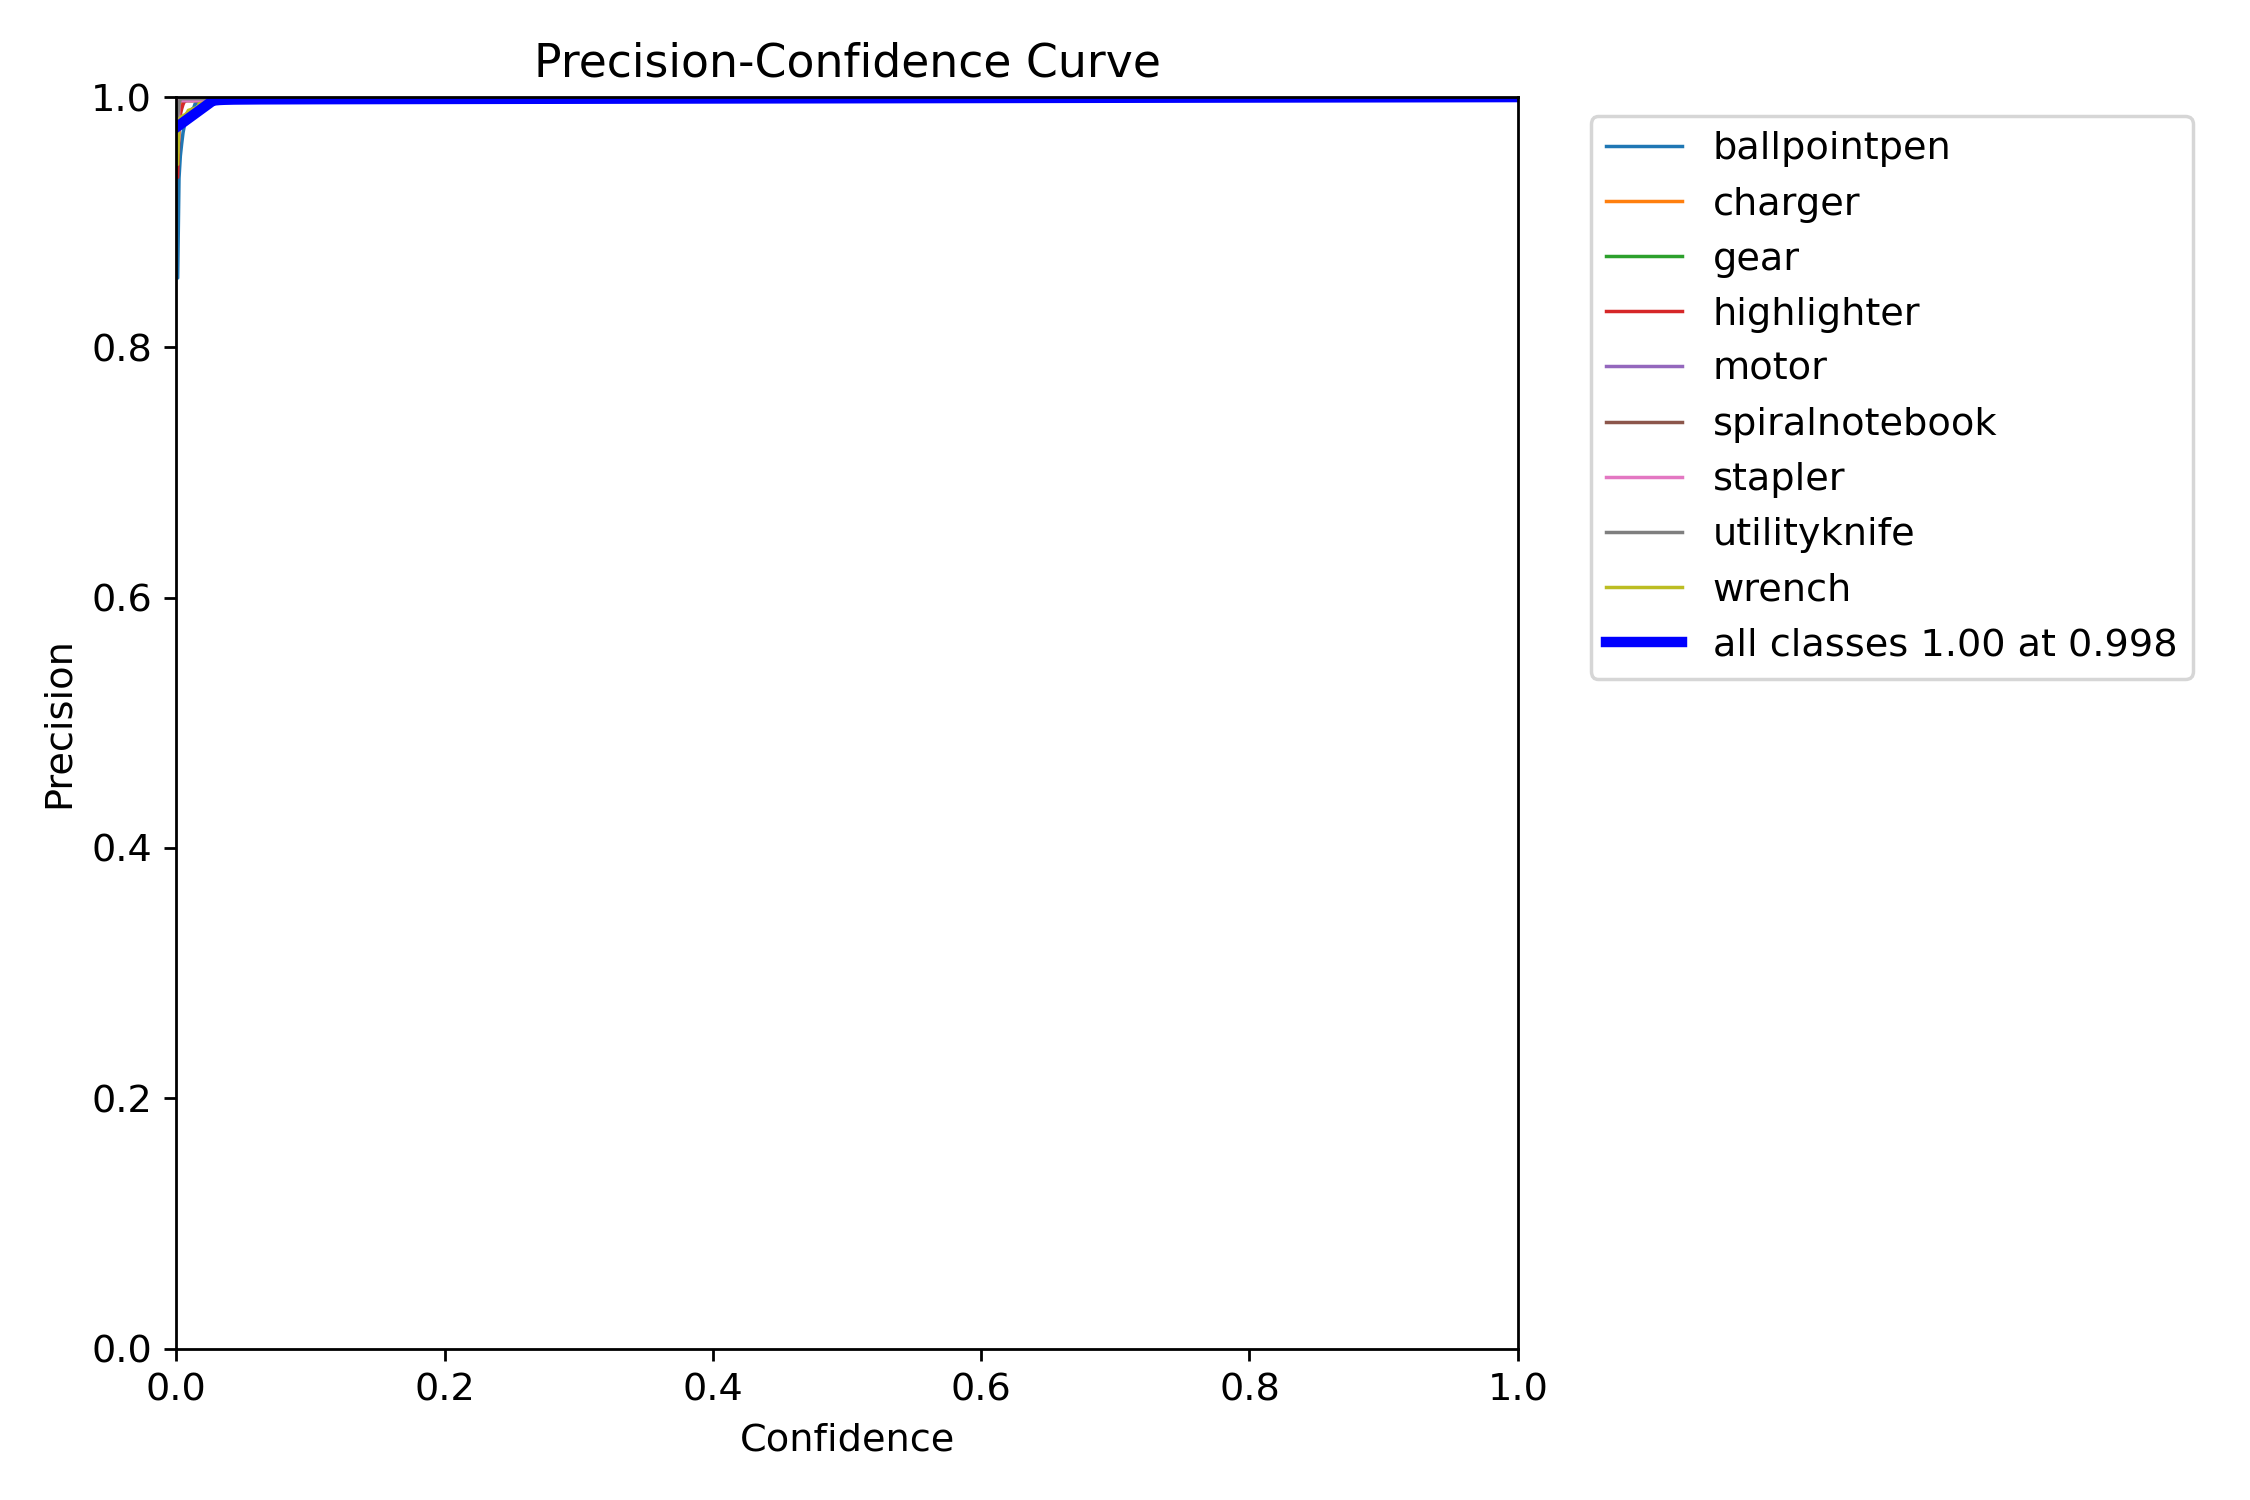 Precision-Confidence Curve
1.0
0.8
0.6
0.4
0.2
0.0
Precision
0.0 0.2 0.4 0.6 0.8 1.0
Confidence
ballpointpen
charger
gear
highlighter
motor
spiralnotebook
stapler
utilityknife
wrench
all classes 1.00 at 0.998